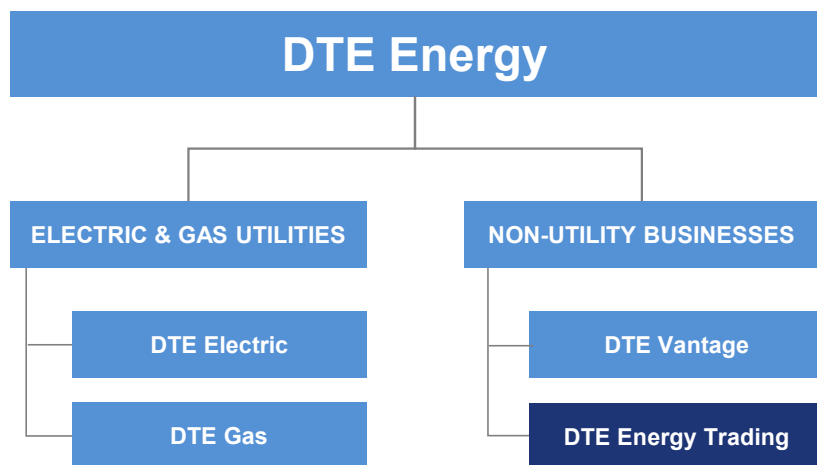 DTE Energy
ELECTRIC & GAS UTILITIES
NON-UTILITY BUSINESSES
DTE Electric
DTE Vantage
DTE Gas
DTE Energy Trading